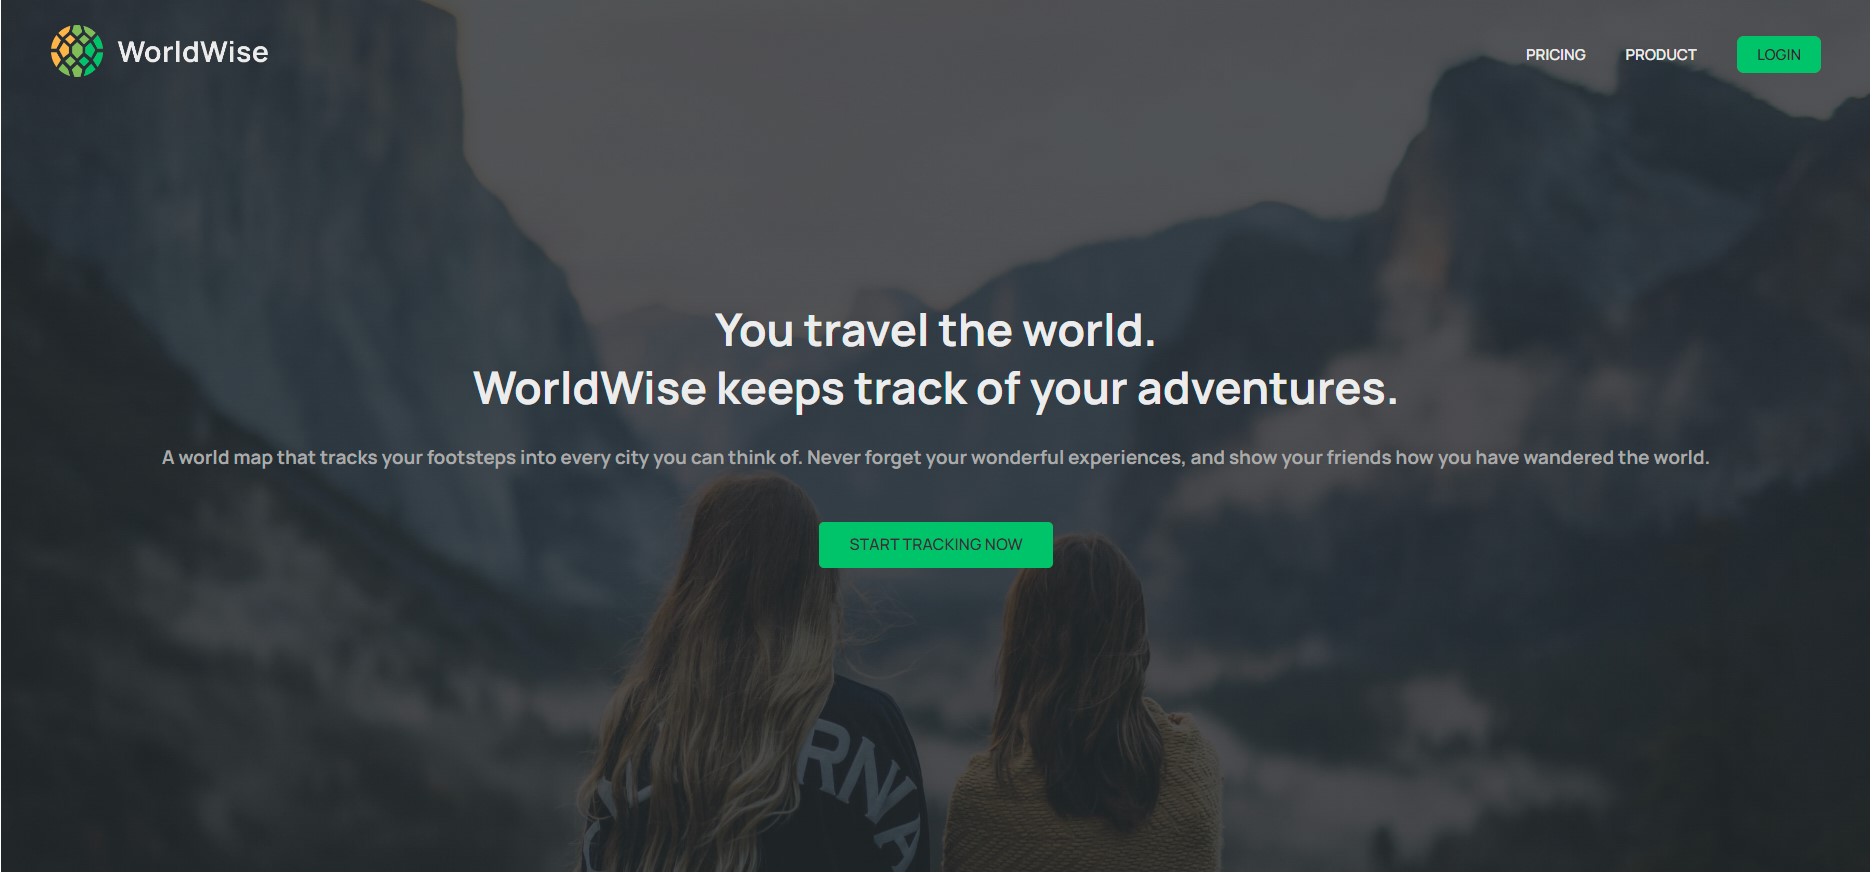 WorldWise
PRICING
PRODUCT
LOGIN
You travel the world.
WorldWise keeps track of your adventures.
A world map that tracks your footsteps into every city you can think of. Never forget your wonderful experiences, and show your friends how you have wandered the world.
START TRACKING NOW
RNIA